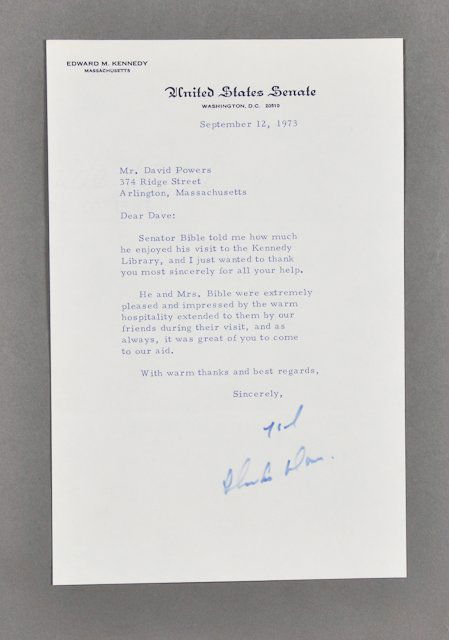 EDWARD M. KENNEDY
MASSACHUSETTS
United States Senate
WASHINGTON, D.C. 20510
September 12, 1973
Mr. David Powers
374 Ridge Street
Arlington, Massachusetts
Dear Dave:
Senator Bible told me how much
he enjoyed his visit to the Kennedy
Library, and I just wanted to thank
you most sincerely for all your help.
He and Mrs. Bible were extremely
pleased and impressed by the warm
hospitality extended to them by our
friends during their visit, and as
always, it was great of you to come
to our aid.
With warm thanks and best regards,
Sincerely,
Ted
Thanks Dave.